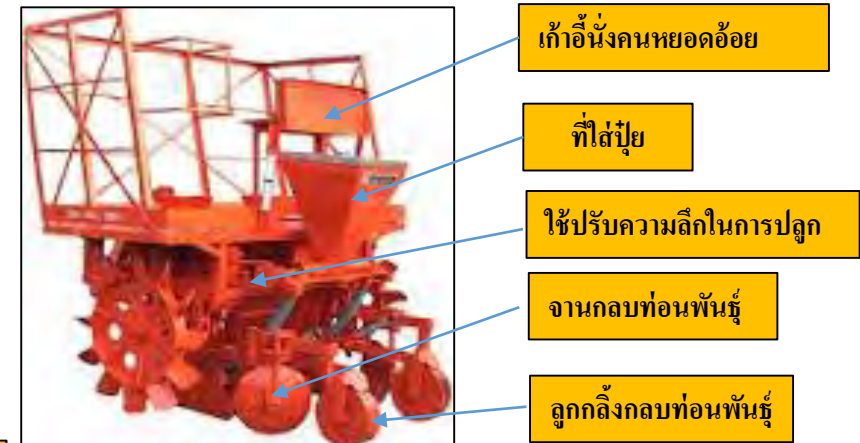 เก้าอี้นั่งคนหยอดอ้อย
ที่ใส่ปุ๋ย
ใช้ปรับความลึกในการปลูก
จานกลบท่อนพันธุ์
ลูกกลิ้งกลบท่อนพันธุ์